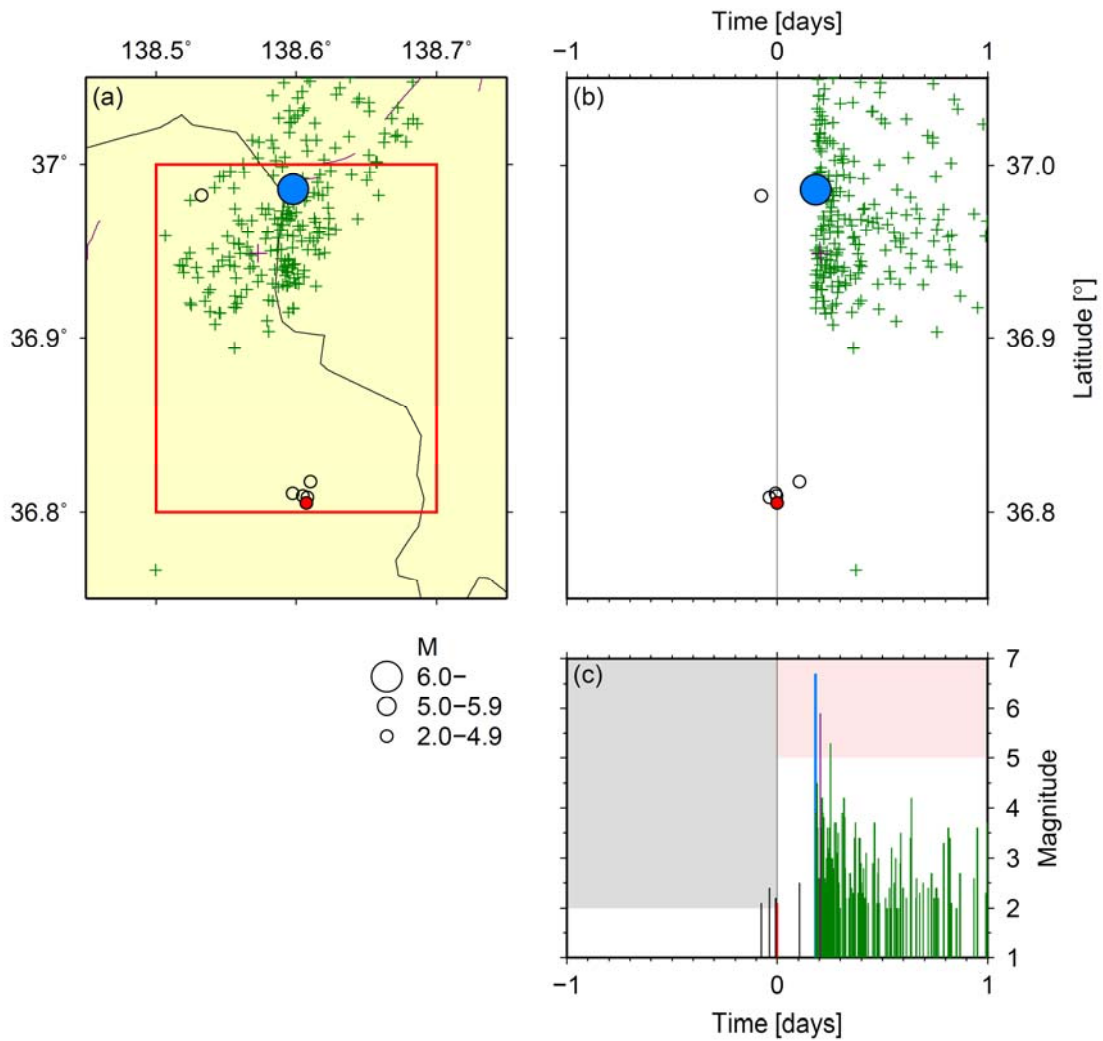 Time [days]
138.5° 138.6° 138.7° −1 0 1
(a) (b)
37° 37.0
36.9° 36.9
Latitude [°]
36.8° 36.8
M
6.0−
5.0−5.9
2.0−4.9
(c)
7
6
5
4
3
2
1
Magnitude
−1 0 1
Time [days]